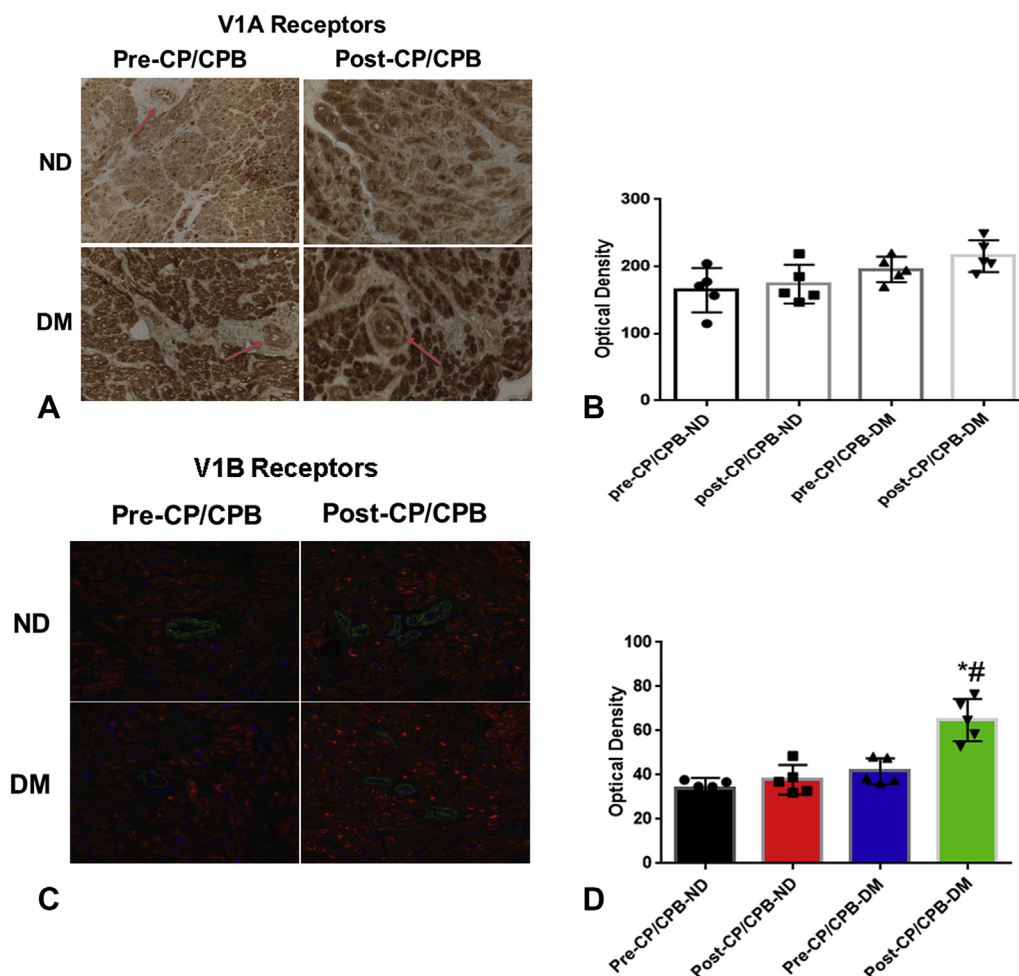 V1A Receptors
Pre-CP/CPB Post-CP/CPB
ND
DM
A
300
200
100
0
Optical Density
pre-CP/CPB-ND
post-CP/CPB-ND
pre-CP/CPB-DM
post-CP/CPB-DM
B
V1B Receptors
Pre-CP/CPB Post-CP/CPB
ND
DM
C
100
80
60
40
20
0
Optical Density
*#
Pre-CP/CPB-ND
Post-CP/CPB-ND
Pre-CP/CPB-DM
Post-CP/CPB-DM
D